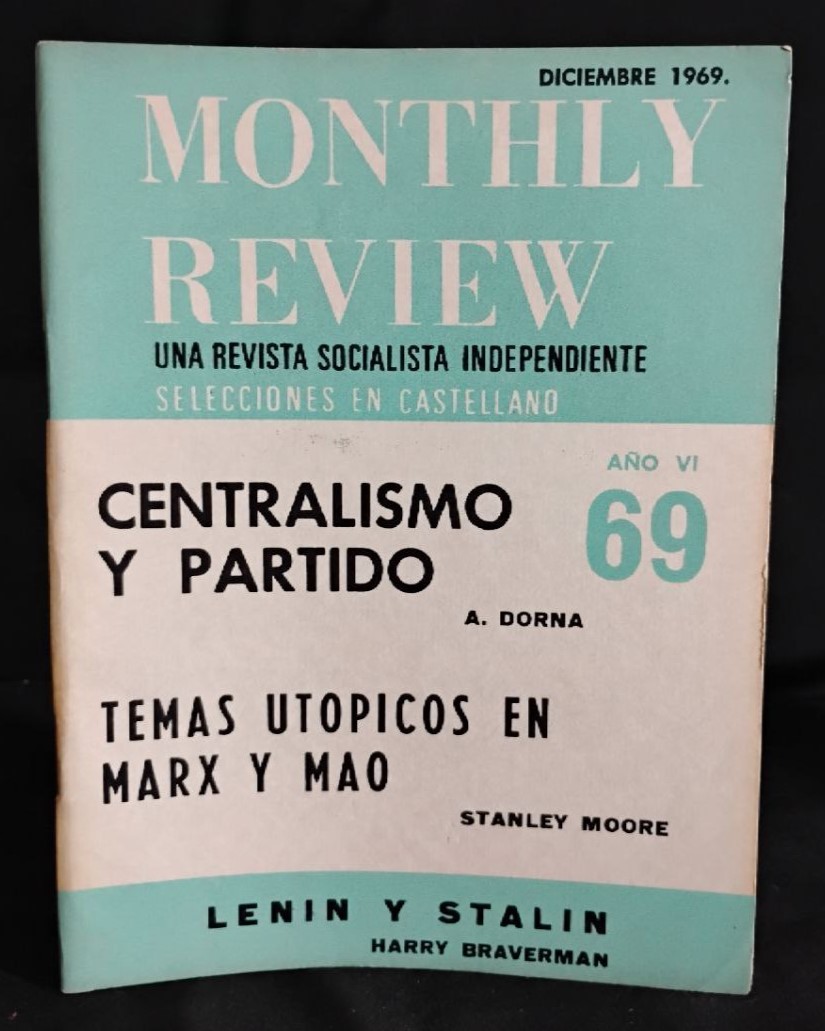 DICIEMBRE 1969.
MONTHLY
REVIEW
UNA REVISTA SOCIALISTA INDEPENDIENTE
SELECCIONES EN CASTELLANO
AÑO VI
69
CENTRALISMO
Y PARTIDO
A. DORNA
TEMAS UTOPICOS EN
MARX Y MAO
STANLEY MOORE
LENIN Y STALIN
HARRY BRAVERMAN